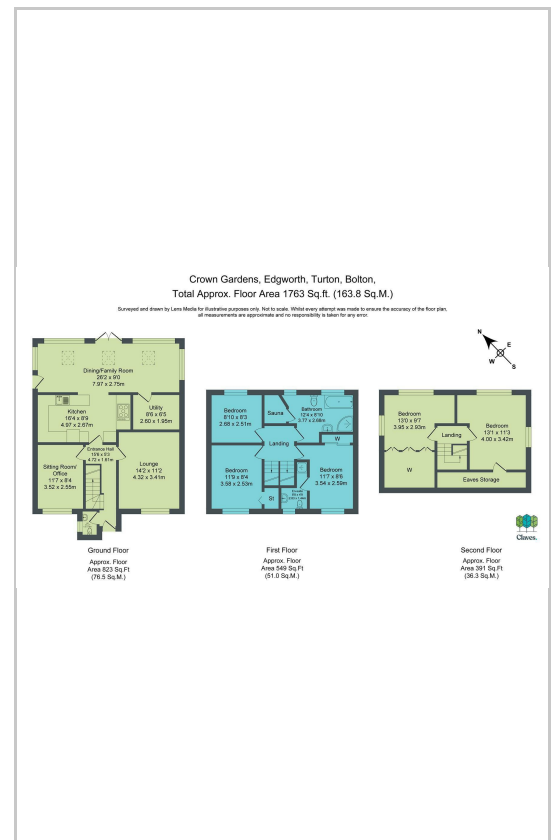 Crown Gardens, Edgworth, Turton, Bolton,
Total Approx. Floor Area 1763 Sq.ft. (163.8 Sq.M.)
Surveyed and drawn by Lens Media for illustrative purposes only. Not to scale. Whilst every attempt was made to ensure the accuracy of the floor plan,
all measurements are approximate and no responsibility is taken for any error.
N
E
W
S
Dining/Family Room
26'2 x 9'0
7.97 x 2.75m
Kitchen
16'4 x 8'9
4.97 x 2.67m
Utility
8'6 x 6'5
2.60 x 1.95m
Entrance Hall
15'6 x 5'3
4.72 x 1.61m
Sitting Room/
Office
11'7 x 8'4
3.52 x 2.55m
Lounge
14'2 x 11'2
4.32 x 3.41m
Ground Floor
Approx. Floor
Area 823 Sq.Ft
(76.5 Sq.M.)
Bedroom
8'10 x 8'3
2.68 x 2.51m
Sauna
Bathroom
12'4 x 8'10
3.77 x 2.68m
Landing
W
Bedroom
11'9 x 8'4
3.58 x 2.53m
St
Bedroom
11'7 x 8'6
3.54 x 2.59m
First Floor
Approx. Floor
Area 549 Sq.Ft
(51.0 Sq.M.)
Bedroom
13'0 x 9'7
3.95 x 2.93m
Landing
Bedroom
13'1 x 11'3
4.00 x 3.42m
W
Eaves Storage
Second Floor
Approx. Floor
Area 391 Sq.Ft
(36.3 Sq.M.)
Claves.